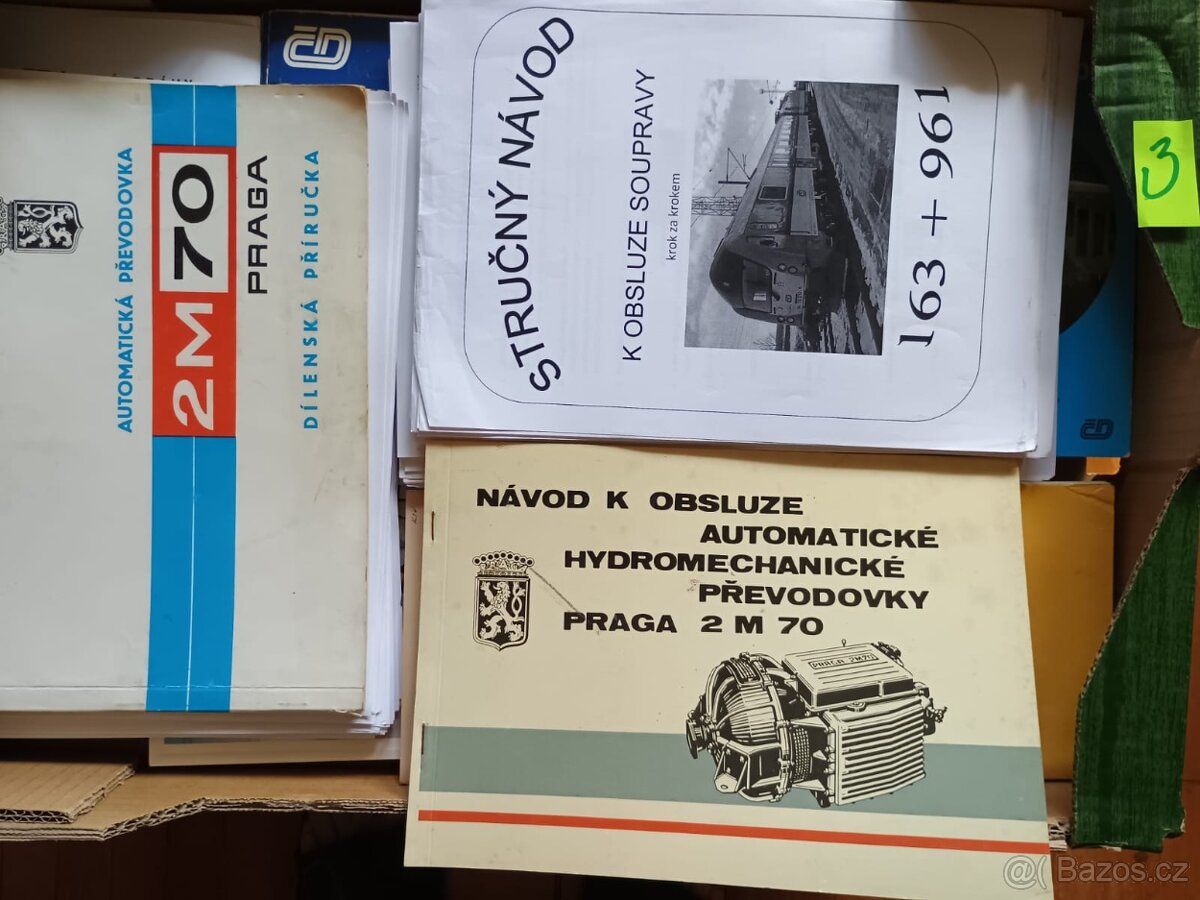 AUTOMATICKÁ PŘEVODOVKA
2M70
PRAGA
DÍLENSKÁ PŘÍRUČKA
ČD
STRUČNÝ NÁVOD
K OBSLUZE SOUPRAVY
krok za krokem
163 + 961
3
ČD
NÁVOD K OBSLUZE
AUTOMATICKÉ
HYDROMECHANICKÉ
PŘEVODOVKY
PRAGA 2 M 70
PRAGA 2M70
@( Bazos.cz